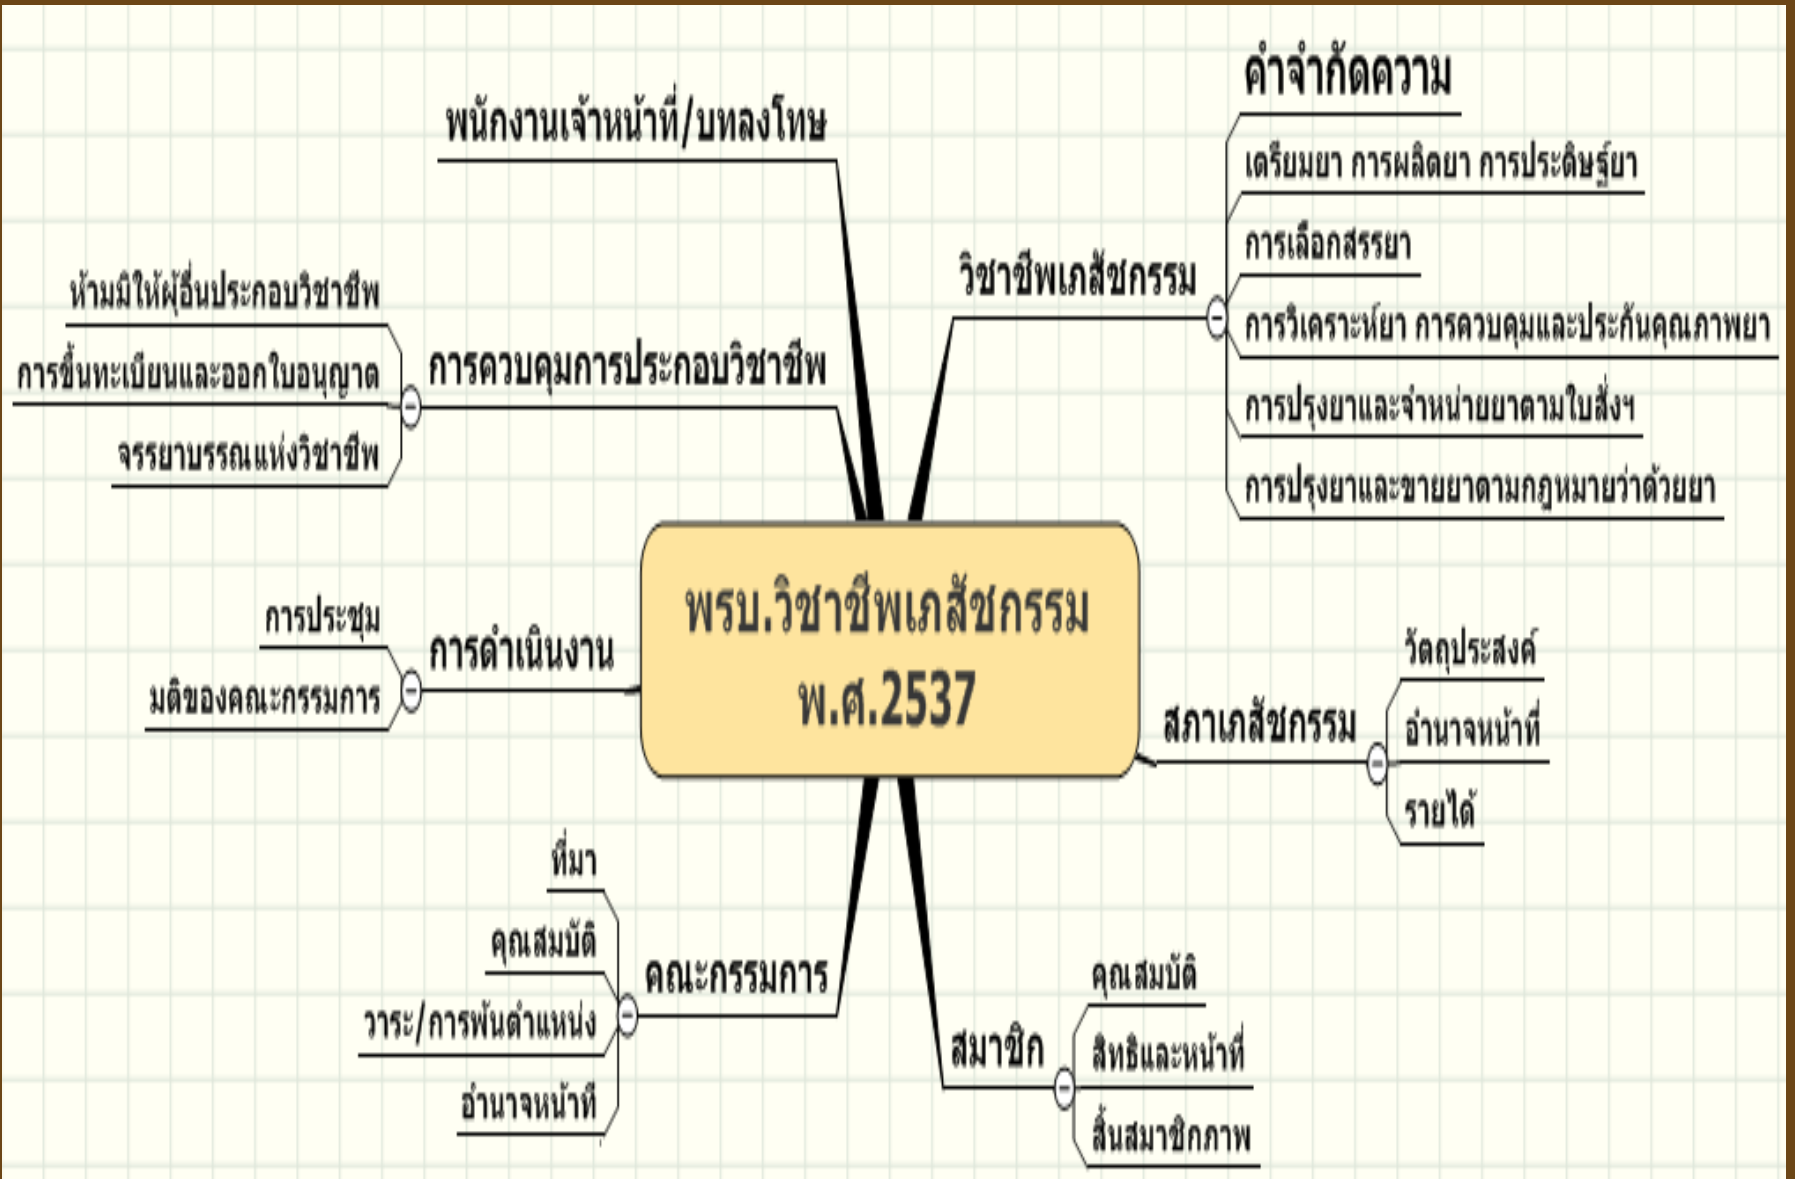 พรบ.วิชาชีพเภสัชกรรม
พ.ศ.2537
วิชาชีพเภสัชกรรม
คำจำกัดความ
เตรียมยา การผลิตยา การประดิษฐ์ยา
การเลือกสรรยา
การวิเคราะห์ยา การควบคุมและประกันคุณภาพยา
การปรุงยาและจำหน่ายยาตามใบสั่งฯ
การปรุงยาและขายยาตามกฎหมายว่าด้วยยา
สภาเภสัชกรรม
วัตถุประสงค์
อำนาจหน้าที่
รายได้
สมาชิก
คุณสมบัติ
สิทธิและหน้าที่
สิ้นสมาชิกภาพ
คณะกรรมการ
ที่มา
คุณสมบัติ
วาระ/การพ้นตำแหน่ง
อำนาจหน้าที่
การดำเนินงาน
การประชุม
มติของคณะกรรมการ
การควบคุมการประกอบวิชาชีพ
ห้ามมิให้ผู้อื่นประกอบวิชาชีพ
การขึ้นทะเบียนและออกใบอนุญาต
จรรยาบรรณแห่งวิชาชีพ
พนักงานเจ้าหน้าที่/บทลงโทษ